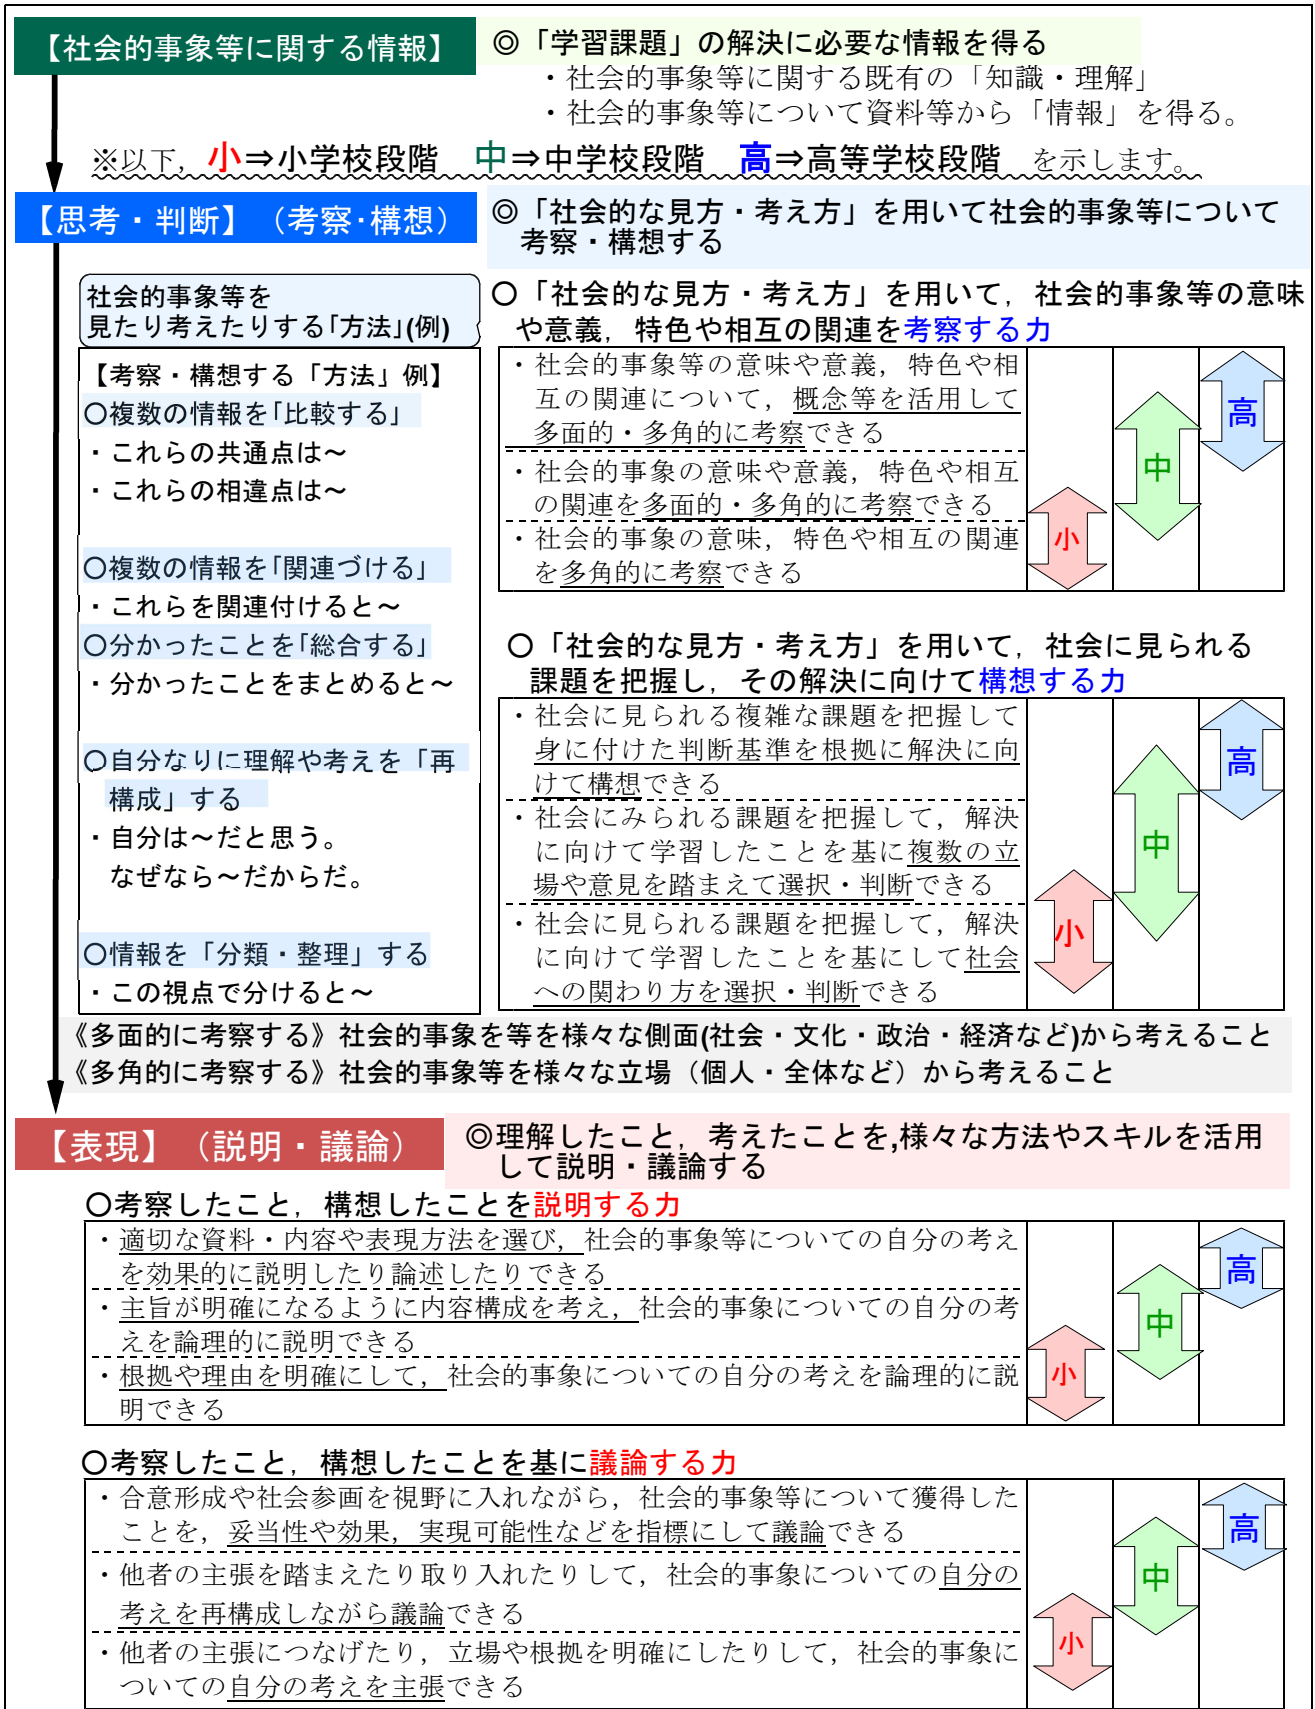 【社会的事象等に関する情報】
◎「学習課題」の解決に必要な情報を得る
・社会的事象等に関する既有の「知識・理解」
・社会的事象等について資料等から「情報」を得る。
※以下，小⇒小学校段階　中⇒中学校段階　高⇒高等学校段階　を示します。
【思考・判断】（考察・構想）
◎「社会的な見方・考え方」を用いて社会的事象等について
考察・構想する
社会的事象等を
見たり考えたりする「方法」(例)
【考察・構想する「方法」例】
〇複数の情報を「比較する」
・これらの共通点は～
・これらの相違点は～
〇複数の情報を「関連づける」
・これらを関連付けると～
〇分かったことを「総合する」
・分かったことをまとめると～
〇自分なりに理解や考えを「再
構成」する
・自分は～だと思う。
なぜなら～だからだ。
〇情報を「分類・整理」する
・この視点で分けると～
〇「社会的な見方・考え方」を用いて，社会的事象等の意味
や意義，特色や相互の関連を考察する力
・社会的事象等の意味や意義，特色や相
互の関連について，概念等を活用して
多面的・多角的に考察できる
・社会的事象の意味や意義，特色や相互
の関連を多面的・多角的に考察できる
・社会的事象の意味，特色や相互の関連
を多角的に考察できる
小
中
高
〇「社会的な見方・考え方」を用いて，社会に見られる
課題を把握し，その解決に向けて構想する力
・社会に見られる複雑な課題を把握して
身に付けた判断基準を根拠に解決に向
けて構想できる
・社会にみられる課題を把握して，解決
に向けて学習したことを基に複数の立
場や意見を踏まえて選択・判断できる
・社会に見られる課題を把握して，解決
に向けて学習したことを基にして社会
への関わり方を選択・判断できる
小
中
高
《多面的に考察する》社会的事象を等を様々な側面(社会・文化・政治・経済など)から考えること
《多角的に考察する》社会的事象等を様々な立場（個人・全体など）から考えること
【表現】（説明・議論）
◎理解したこと，考えたことを,様々な方法やスキルを活用
して説明・議論する
〇考察したこと，構想したことを説明する力
・適切な資料・内容や表現方法を選び，社会的事象等についての自分の考え
を効果的に説明したり論述したりできる
・主旨が明確になるように内容構成を考え，社会的事象についての自分の考
えを論理的に説明できる
・根拠や理由を明確にして，社会的事象についての自分の考えを論理的に説
明できる
小
中
高
〇考察したこと，構想したことを基に議論する力
・合意形成や社会参画を視野に入れながら，社会的事象等について獲得した
ことを，妥当性や効果，実現可能性などを指標にして議論できる
・他者の主張を踏まえたり取り入れたりして，社会的事象についての自分の
考えを再構成しながら議論できる
・他者の主張につなげたり，立場や根拠を明確にしたりして，社会的事象に
ついての自分の考えを主張できる
小
中
高